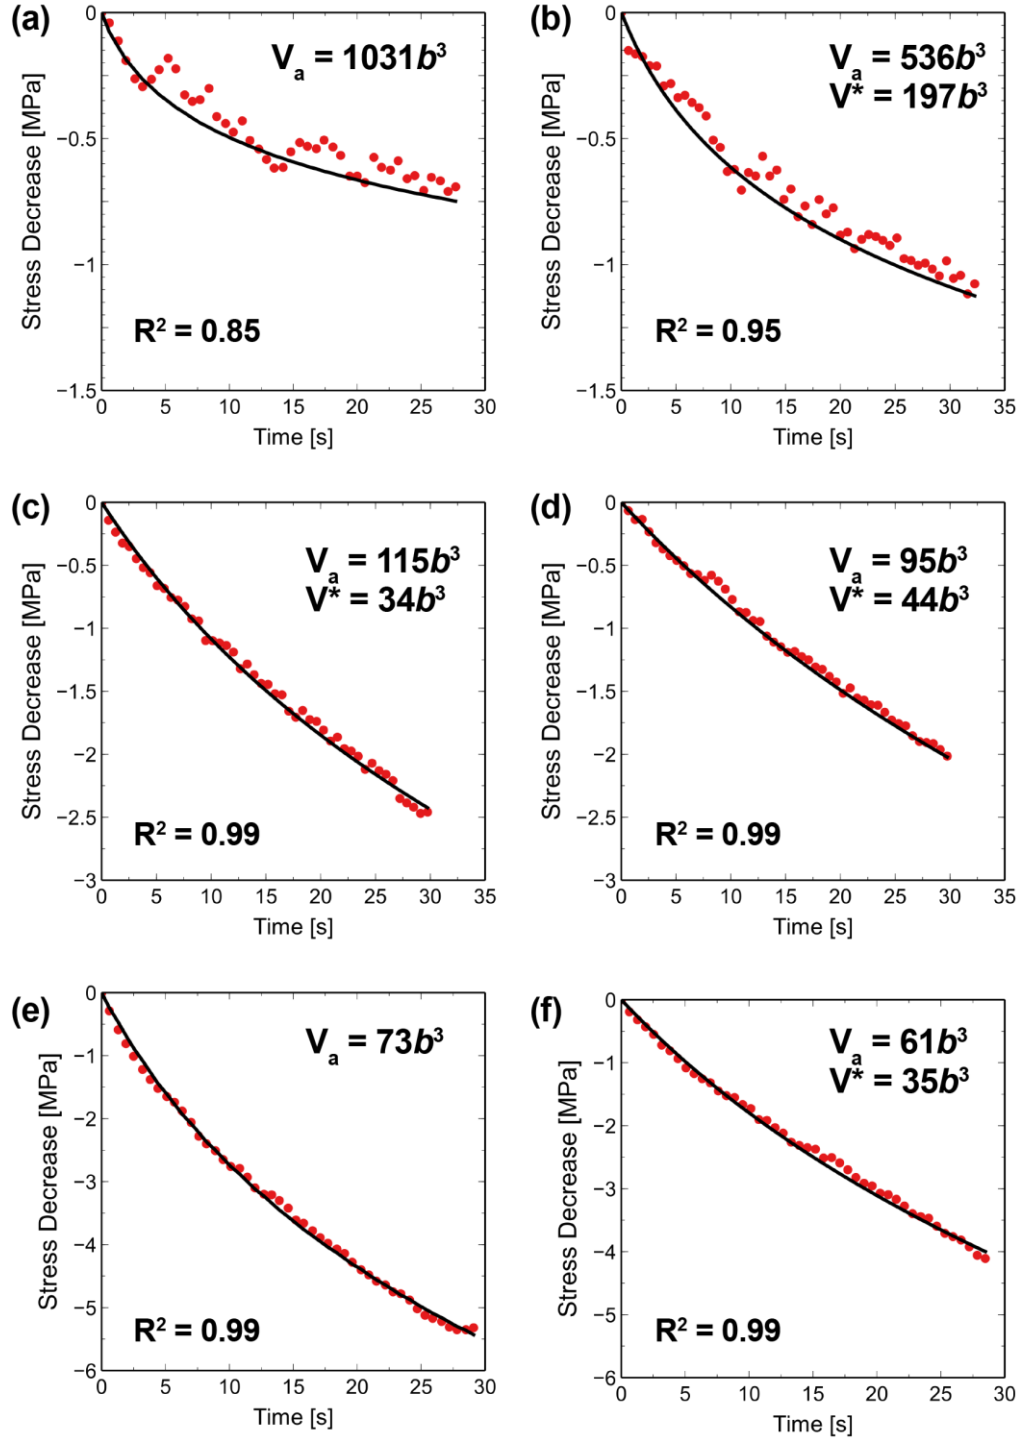 (a)
V_a = 1031b³
R² = 0.85
0
−0.5
−1
−1.5
Stress Decrease [MPa]
0 5 10 15 20 25 30
Time [s]
(b)
V_a = 536b³
V* = 197b³
R² = 0.95
0
−0.5
−1
−1.5
Stress Decrease [MPa]
0 5 10 15 20 25 30 35
Time [s]
(c)
V_a = 115b³
V* = 34b³
R² = 0.99
0
−0.5
−1
−1.5
−2
−2.5
−3
Stress Decrease [MPa]
0 5 10 15 20 25 30 35
Time [s]
(d)
V_a = 95b³
V* = 44b³
R² = 0.99
0
−0.5
−1
−1.5
−2
−2.5
−3
Stress Decrease [MPa]
0 5 10 15 20 25 30 35
Time [s]
(e)
V_a = 73b³
R² = 0.99
0
−1
−2
−3
−4
−5
−6
Stress Decrease [MPa]
0 5 10 15 20 25 30
Time [s]
(f)
V_a = 61b³
V* = 35b³
R² = 0.99
0
−1
−2
−3
−4
−5
−6
Stress Decrease [MPa]
0 5 10 15 20 25 30
Time [s]